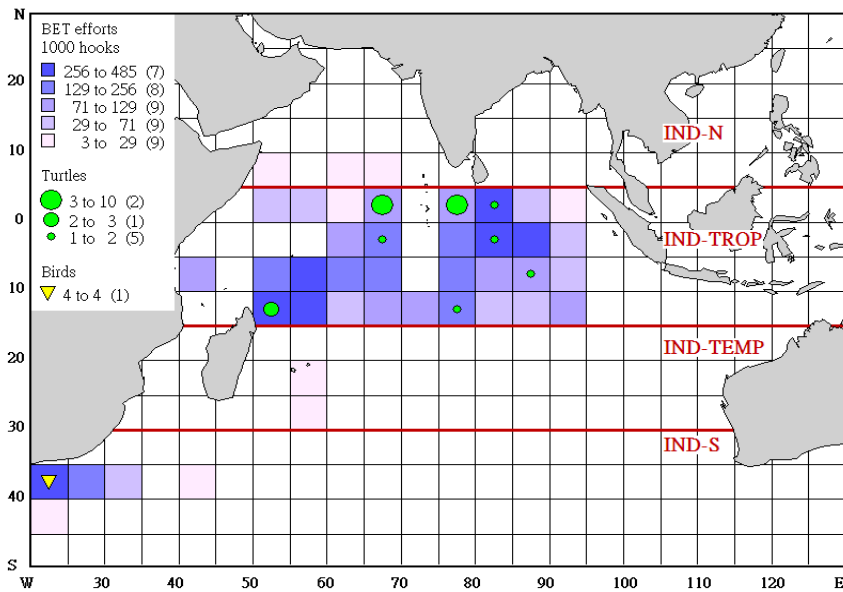 N
BET efforts
1000 hooks
256 to 485 (7)
129 to 256 (8)
71 to 129 (9)
29 to 71 (9)
3 to 29 (9)
Turtles
3 to 10 (2)
2 to 3 (1)
1 to 2 (5)
Birds
4 to 4 (1)
20
10
0
10
20
30
40
S
IND-N
IND-TROP
IND-TEMP
IND-S
W
30
40
50
60
70
80
90
100
110
120
E